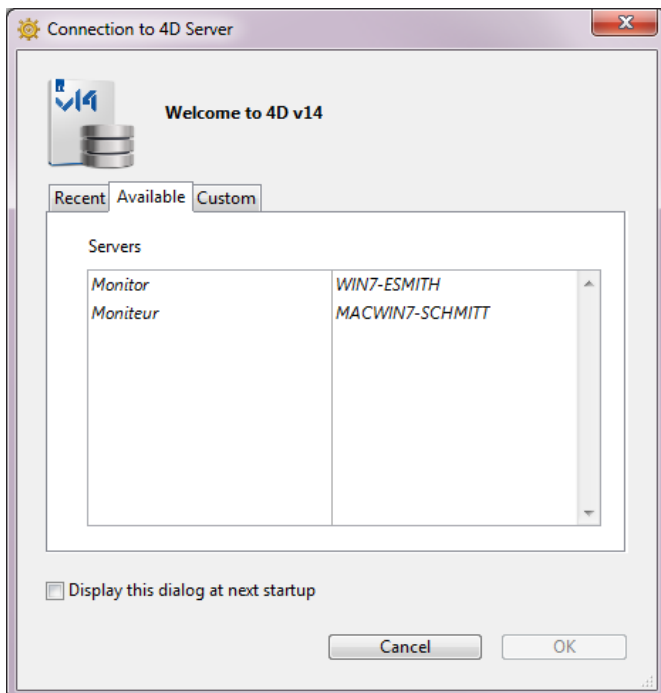 Connection to 4D Server
v14
Welcome to 4D v14
Recent Available Custom
Servers
Monitor WIN7-ESMITH
Moniteur MACWIN7-SCHMITT
Display this dialog at next startup
Cancel OK